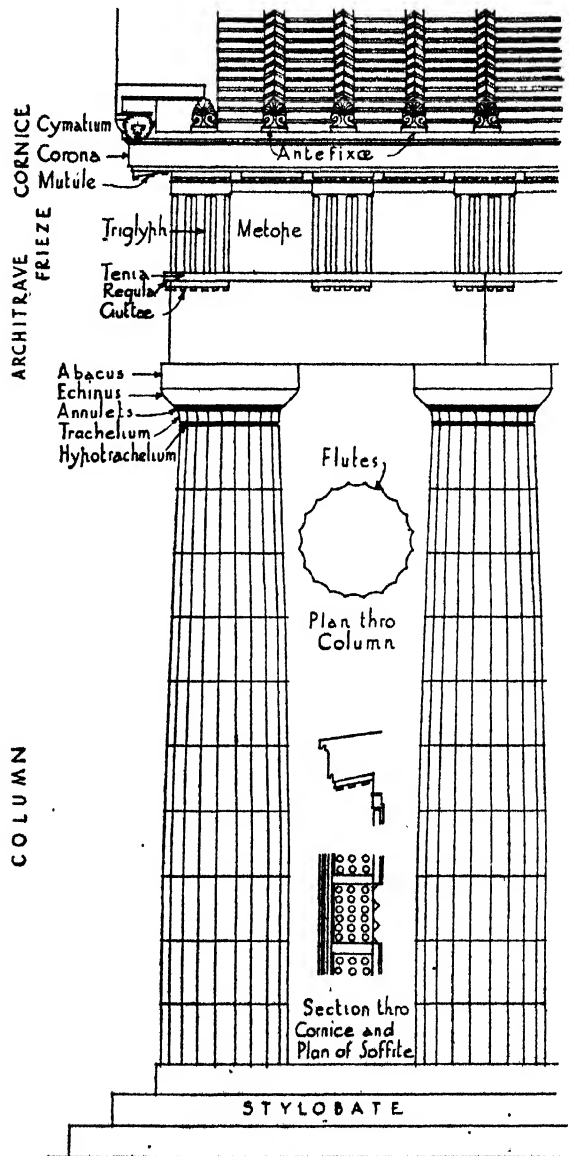 CORNICE
FRIEZE
ARCHITRAVE
Cymatium
Corona
Mutule
Antefixæ
Triglyph
Metope
Tenia
Regula
Guttae
Abacus
Echinus
Annulets
Trachelium
Hypotrachelium
Flutes
Plan thro
Column
COLUMN
Section thro
Cornice and
Plan of Soffite
STYLOBATE